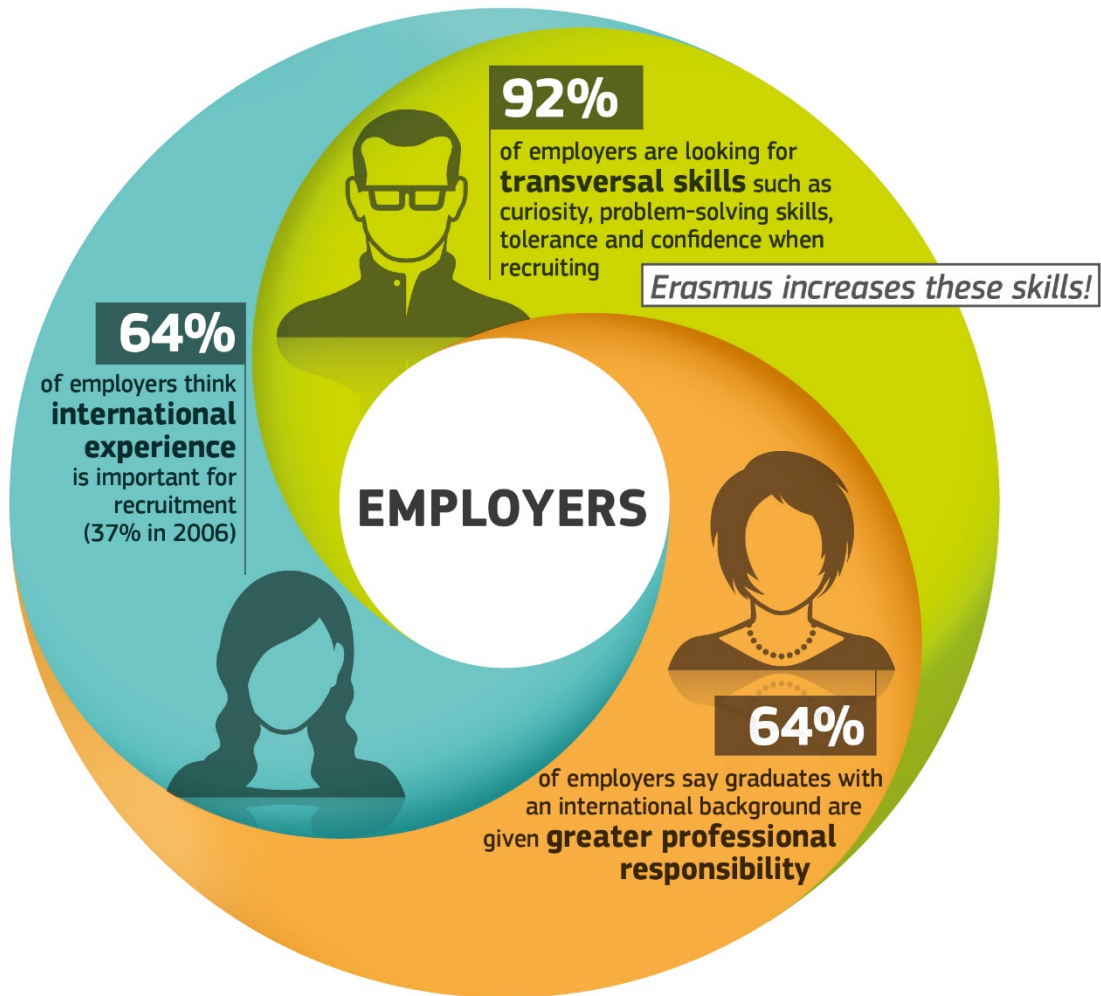 92%
of employers are looking for
transversal skills such as
curiosity, problem-solving skills,
tolerance and confidence when
recruiting
Erasmus increases these skills!
64%
of employers think
international
experience
is important for
recruitment
(37% in 2006)
EMPLOYERS
64%
of employers say graduates with
an international background are
given greater professional
responsibility